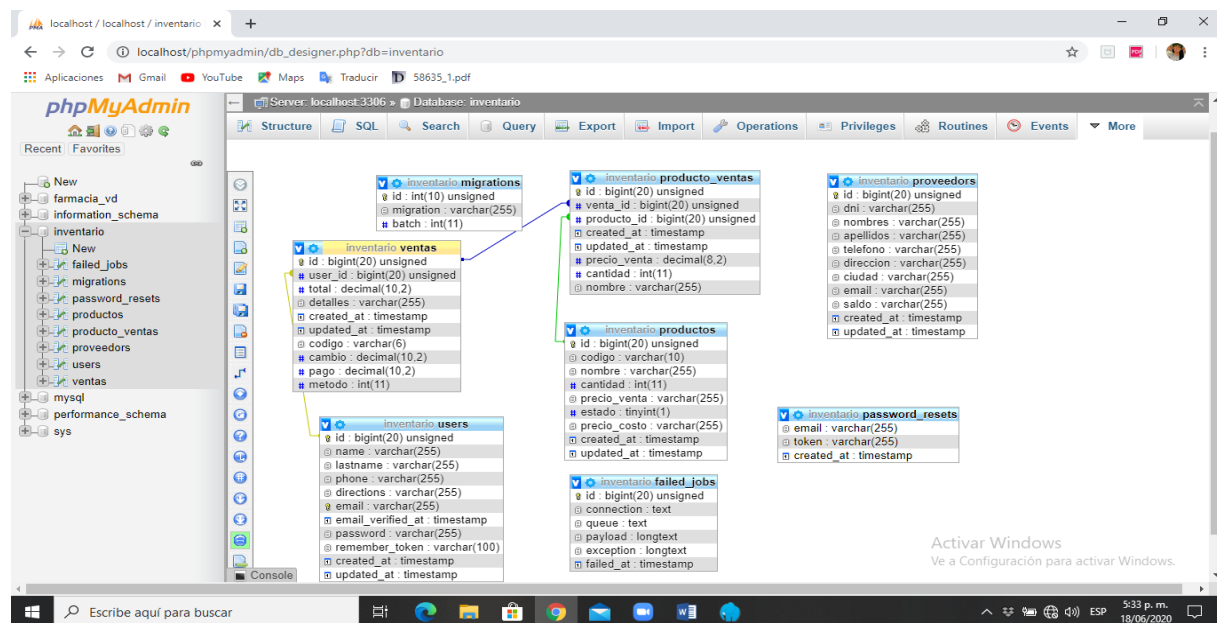 localhost / localhost / inventario
localhost/phpmyadmin/db_designer.php?db=inventario
Aplicaciones Gmail YouTube Maps Traducir 58635_1.pdf
phpMyAdmin
Recent Favorites
New
farmacia_vd
information_schema
inventario
New
failed_jobs
migrations
password_resets
productos
producto_ventas
proveedors
users
ventas
mysql
performance_schema
sys
Server: localhost:3306 » Database: inventario
Structure SQL Search Query Export Import Operations Privileges Routines Events More
inventario migrations
id : int(10) unsigned
migration : varchar(255)
# batch : int(11)
inventario ventas
id : bigint(20) unsigned
# user_id : bigint(20) unsigned
# total : decimal(10,2)
detalles : varchar(255)
created_at : timestamp
updated_at : timestamp
codigo : varchar(6)
# cambio : decimal(10,2)
# pago : decimal(10,2)
# metodo : int(11)
inventario users
id : bigint(20) unsigned
name : varchar(255)
lastname : varchar(255)
phone : varchar(255)
directions : varchar(255)
email : varchar(255)
email_verified_at : timestamp
password : varchar(255)
remember_token : varchar(100)
created_at : timestamp
updated_at : timestamp
inventario producto_ventas
id : bigint(20) unsigned
# venta_id : bigint(20) unsigned
# producto_id : bigint(20) unsigned
created_at : timestamp
updated_at : timestamp
# precio_venta : decimal(8,2)
# cantidad : int(11)
nombre : varchar(255)
inventario productos
id : bigint(20) unsigned
codigo : varchar(10)
nombre : varchar(255)
# cantidad : int(11)
precio_venta : varchar(255)
# estado : tinyint(1)
precio_costo : varchar(255)
created_at : timestamp
updated_at : timestamp
inventario failed_jobs
id : bigint(20) unsigned
connection : text
queue : text
payload : longtext
exception : longtext
failed_at : timestamp
inventario proveedors
id : bigint(20) unsigned
dni : varchar(255)
nombres : varchar(255)
apellidos : varchar(255)
telefono : varchar(255)
direccion : varchar(255)
ciudad : varchar(255)
email : varchar(255)
saldo : varchar(255)
created_at : timestamp
updated_at : timestamp
inventario password_resets
email : varchar(255)
token : varchar(255)
created_at : timestamp
Activar Windows
Ve a Configuración para activar Windows.
Console
Escribe aquí para buscar
ESP
5:33 p. m.
18/06/2020